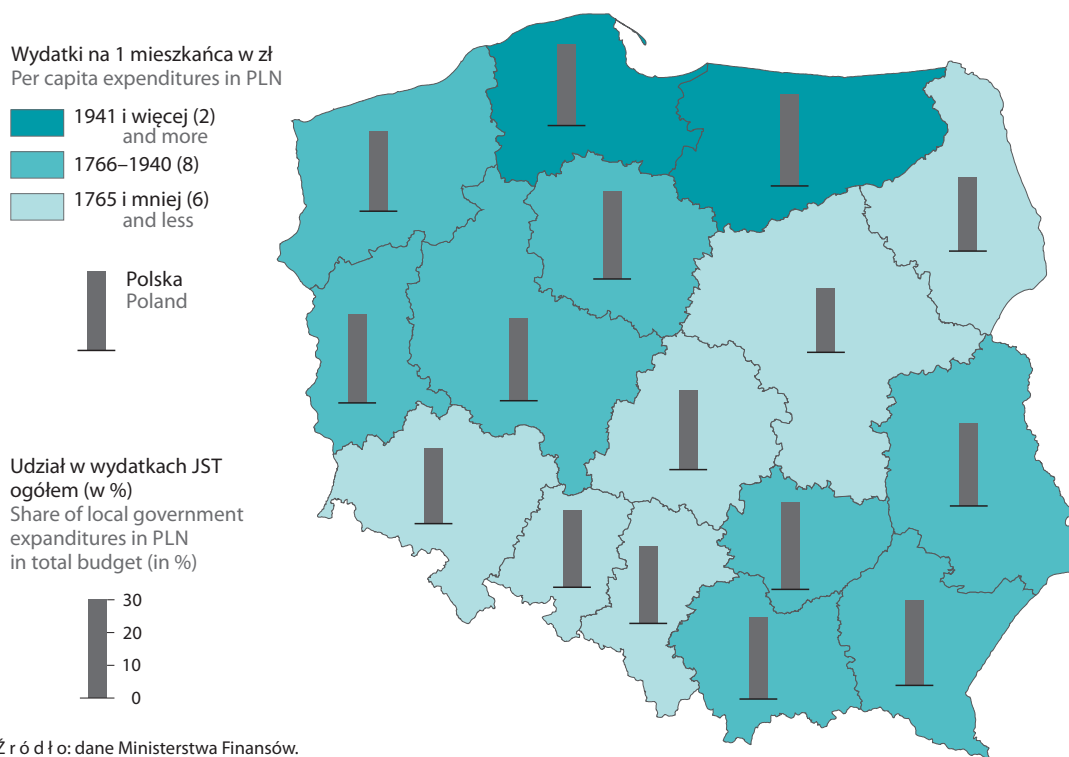 Wydatki na 1 mieszkańca w zł
Per capita expenditures in PLN
1941 i więcej (2)
and more
1766–1940 (8)
1765 i mniej (6)
and less
Polska
Poland
Udział w wydatkach JST
ogółem (w %)
Share of local government
expanditures in PLN
in total budget (in %)
30
20
10
0
Ź r ó d ł o: dane Ministerstwa Finansów.